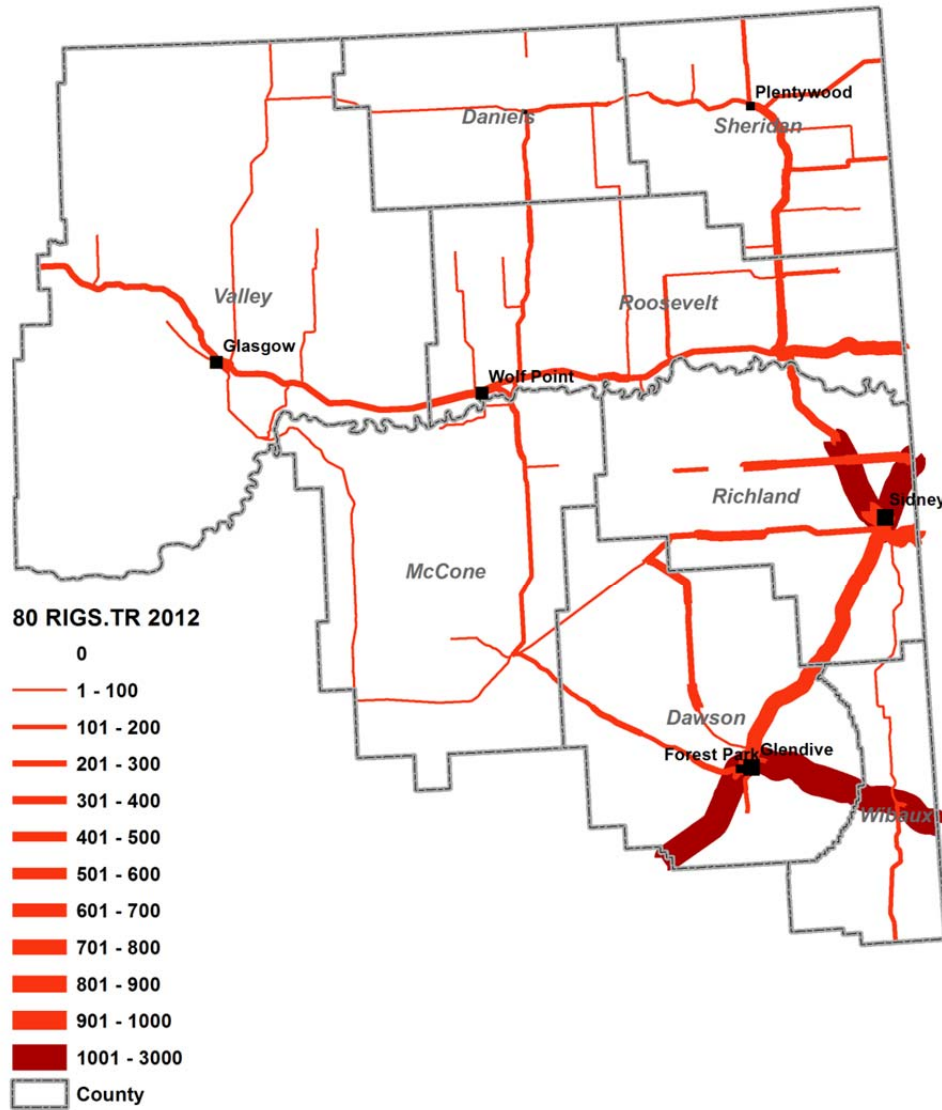 Plentywood
Daniels
Sheridan
Valley
Roosevelt
Glasgow
Wolf Point
Richland
Sidney
McCone
80 RIGS.TR 2012
0
1 - 100
101 - 200
201 - 300
301 - 400
401 - 500
501 - 600
601 - 700
701 - 800
801 - 900
901 - 1000
1001 - 3000
County
Dawson
Forest Park
Glendive
Wibaux